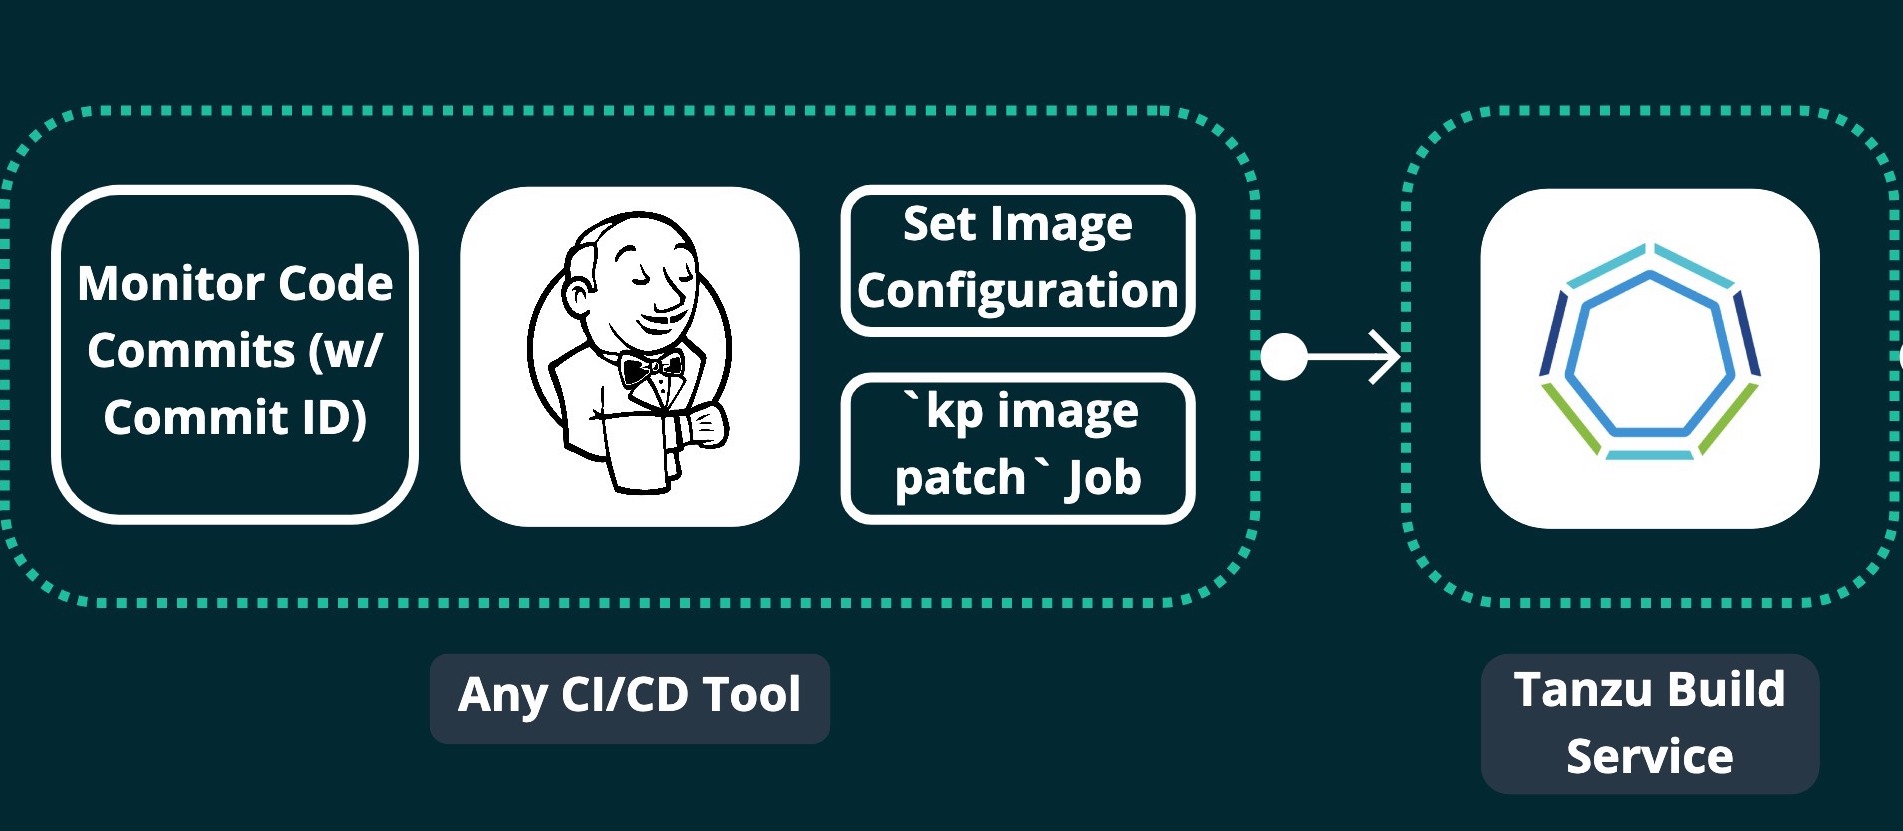 Monitor Code
Commits (w/
Commit ID)
Set Image
Configuration
`kp image
patch` Job
Any CI/CD Tool
Tanzu Build
Service